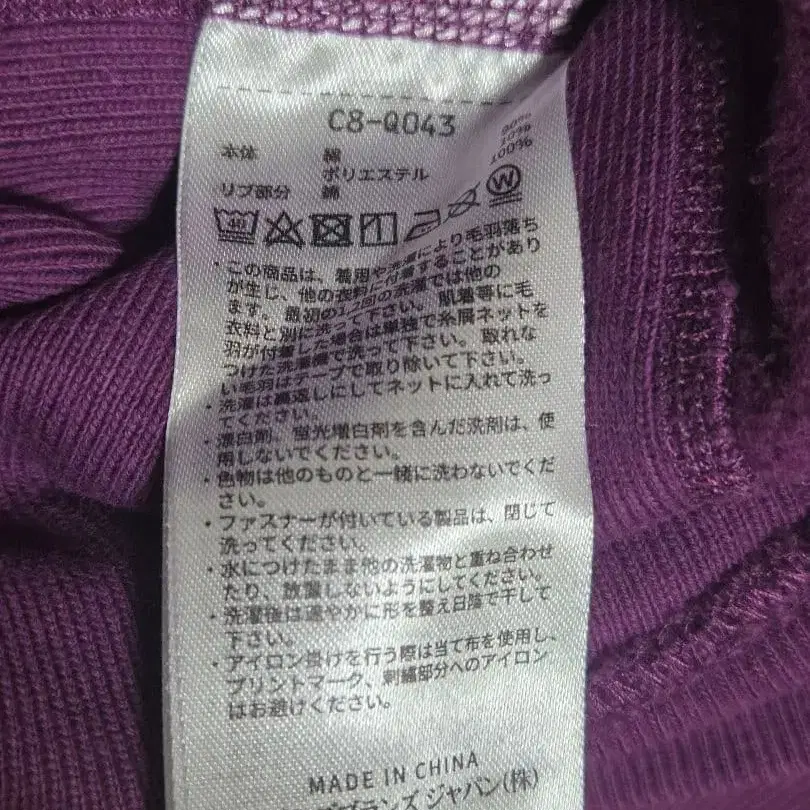 C8-Q043
本体 綿 90%
ポリエステル 10%
リブ部分 綿 100%
40 W
・この商品は、着用や洗濯により毛羽落ち
が生じ、他の衣料に付着することがあり
ます。最初の1、2回の洗濯では他の
衣料と別に洗って下さい。肌着等に毛
羽が付着した場合は単独で糸屑ネットを
つけた洗濯機で洗って下さい。取れな
い毛羽はテープで取り除いて下さい。
・洗濯は裏返しにしてネットに入れて洗っ
てください。
・漂白剤、蛍光増白剤を含んだ洗剤は、使
用しないでください。
・色物は他のものと一緒に洗わないでくだ
さい。
・ファスナーが付いている製品は、閉じて
洗ってください。
・水につけたまま他の洗濯物と重ね合わせ
たり、放置しないようにしてください。
・洗濯後は速やかに形を整え日陰で干して
下さい。
・アイロン掛けを行う際は当て布を使用し、
プリントマーク、刺繍部分へのアイロン
はお避けください。
MADE IN CHINA
ブランズ ジャパン(株)